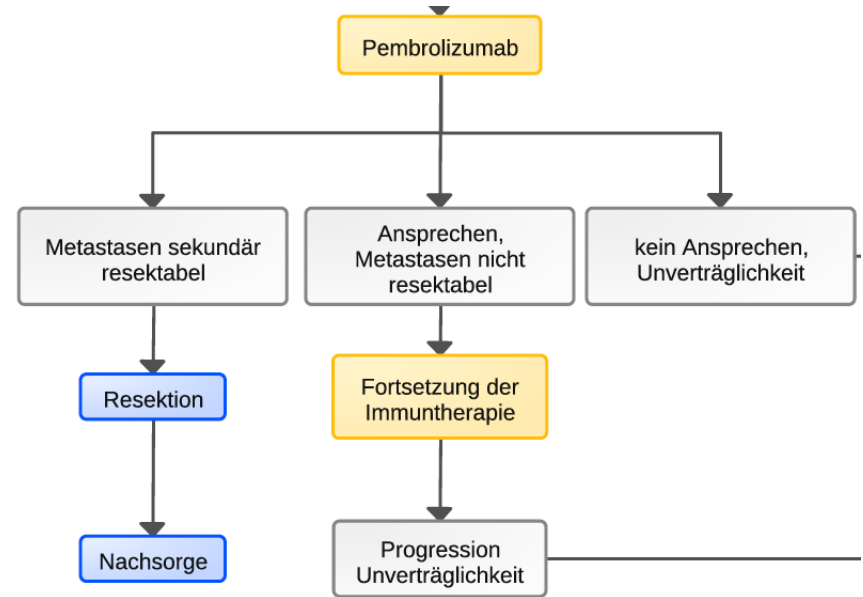 Pembrolizumab
Metastasen sekundär
resektabel
Ansprechen,
Metastasen nicht
resektabel
kein Ansprechen,
Unverträglichkeit
Resektion
Fortsetzung der
Immuntherapie
Nachsorge
Progression
Unverträglichkeit